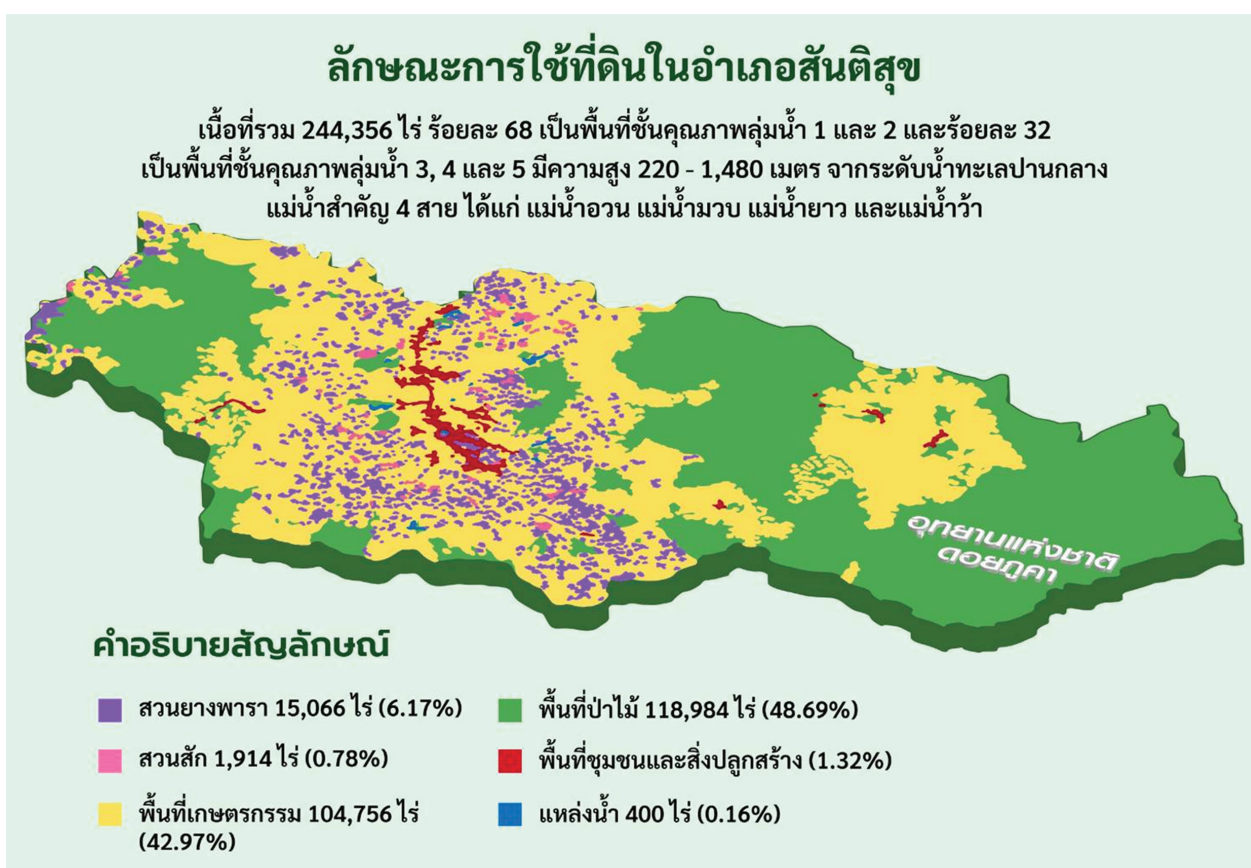 ลักษณะการใช้ที่ดินในอำเภอสันติสุข
เนื้อที่รวม 244,356 ไร่ ร้อยละ 68 เป็นพื้นที่ชั้นคุณภาพลุ่มน้ำ 1 และ 2 และร้อยละ 32
เป็นพื้นที่ชั้นคุณภาพลุ่มน้ำ 3, 4 และ 5 มีความสูง 220 - 1,480 เมตร จากระดับน้ำทะเลปานกลาง
แม่น้ำสำคัญ 4 สาย ได้แก่ แม่น้ำอวน แม่น้ำมวบ แม่น้ำยาว และแม่น้ำว้า
อุทยานแห่งชาติ
ดอยภูคา
คำอธิบายสัญลักษณ์
สวนยางพารา 15,066 ไร่ (6.17%)
สวนสัก 1,914 ไร่ (0.78%)
พื้นที่เกษตรกรรม 104,756 ไร่
(42.97%)
พื้นที่ป่าไม้ 118,984 ไร่ (48.69%)
พื้นที่ชุมชนและสิ่งปลูกสร้าง (1.32%)
แหล่งน้ำ 400 ไร่ (0.16%)